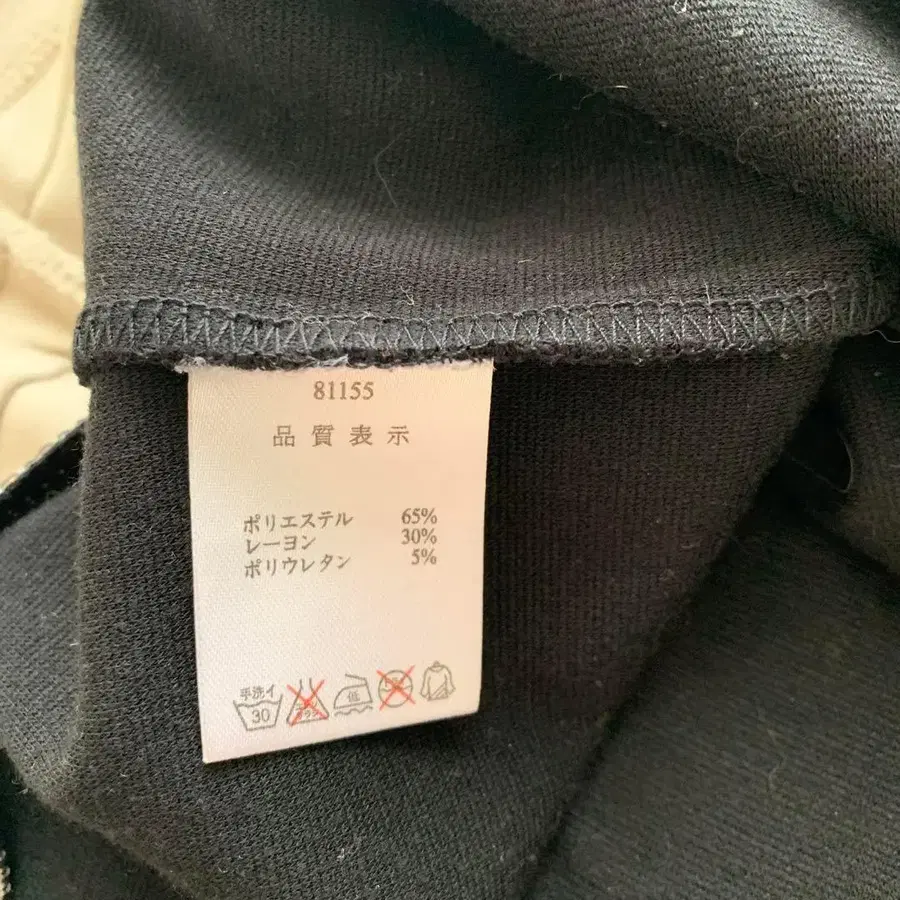 81155
品質表示
ポリエステル 65%
レーヨン 30%
ポリウレタン 5%
手洗イ
30
低